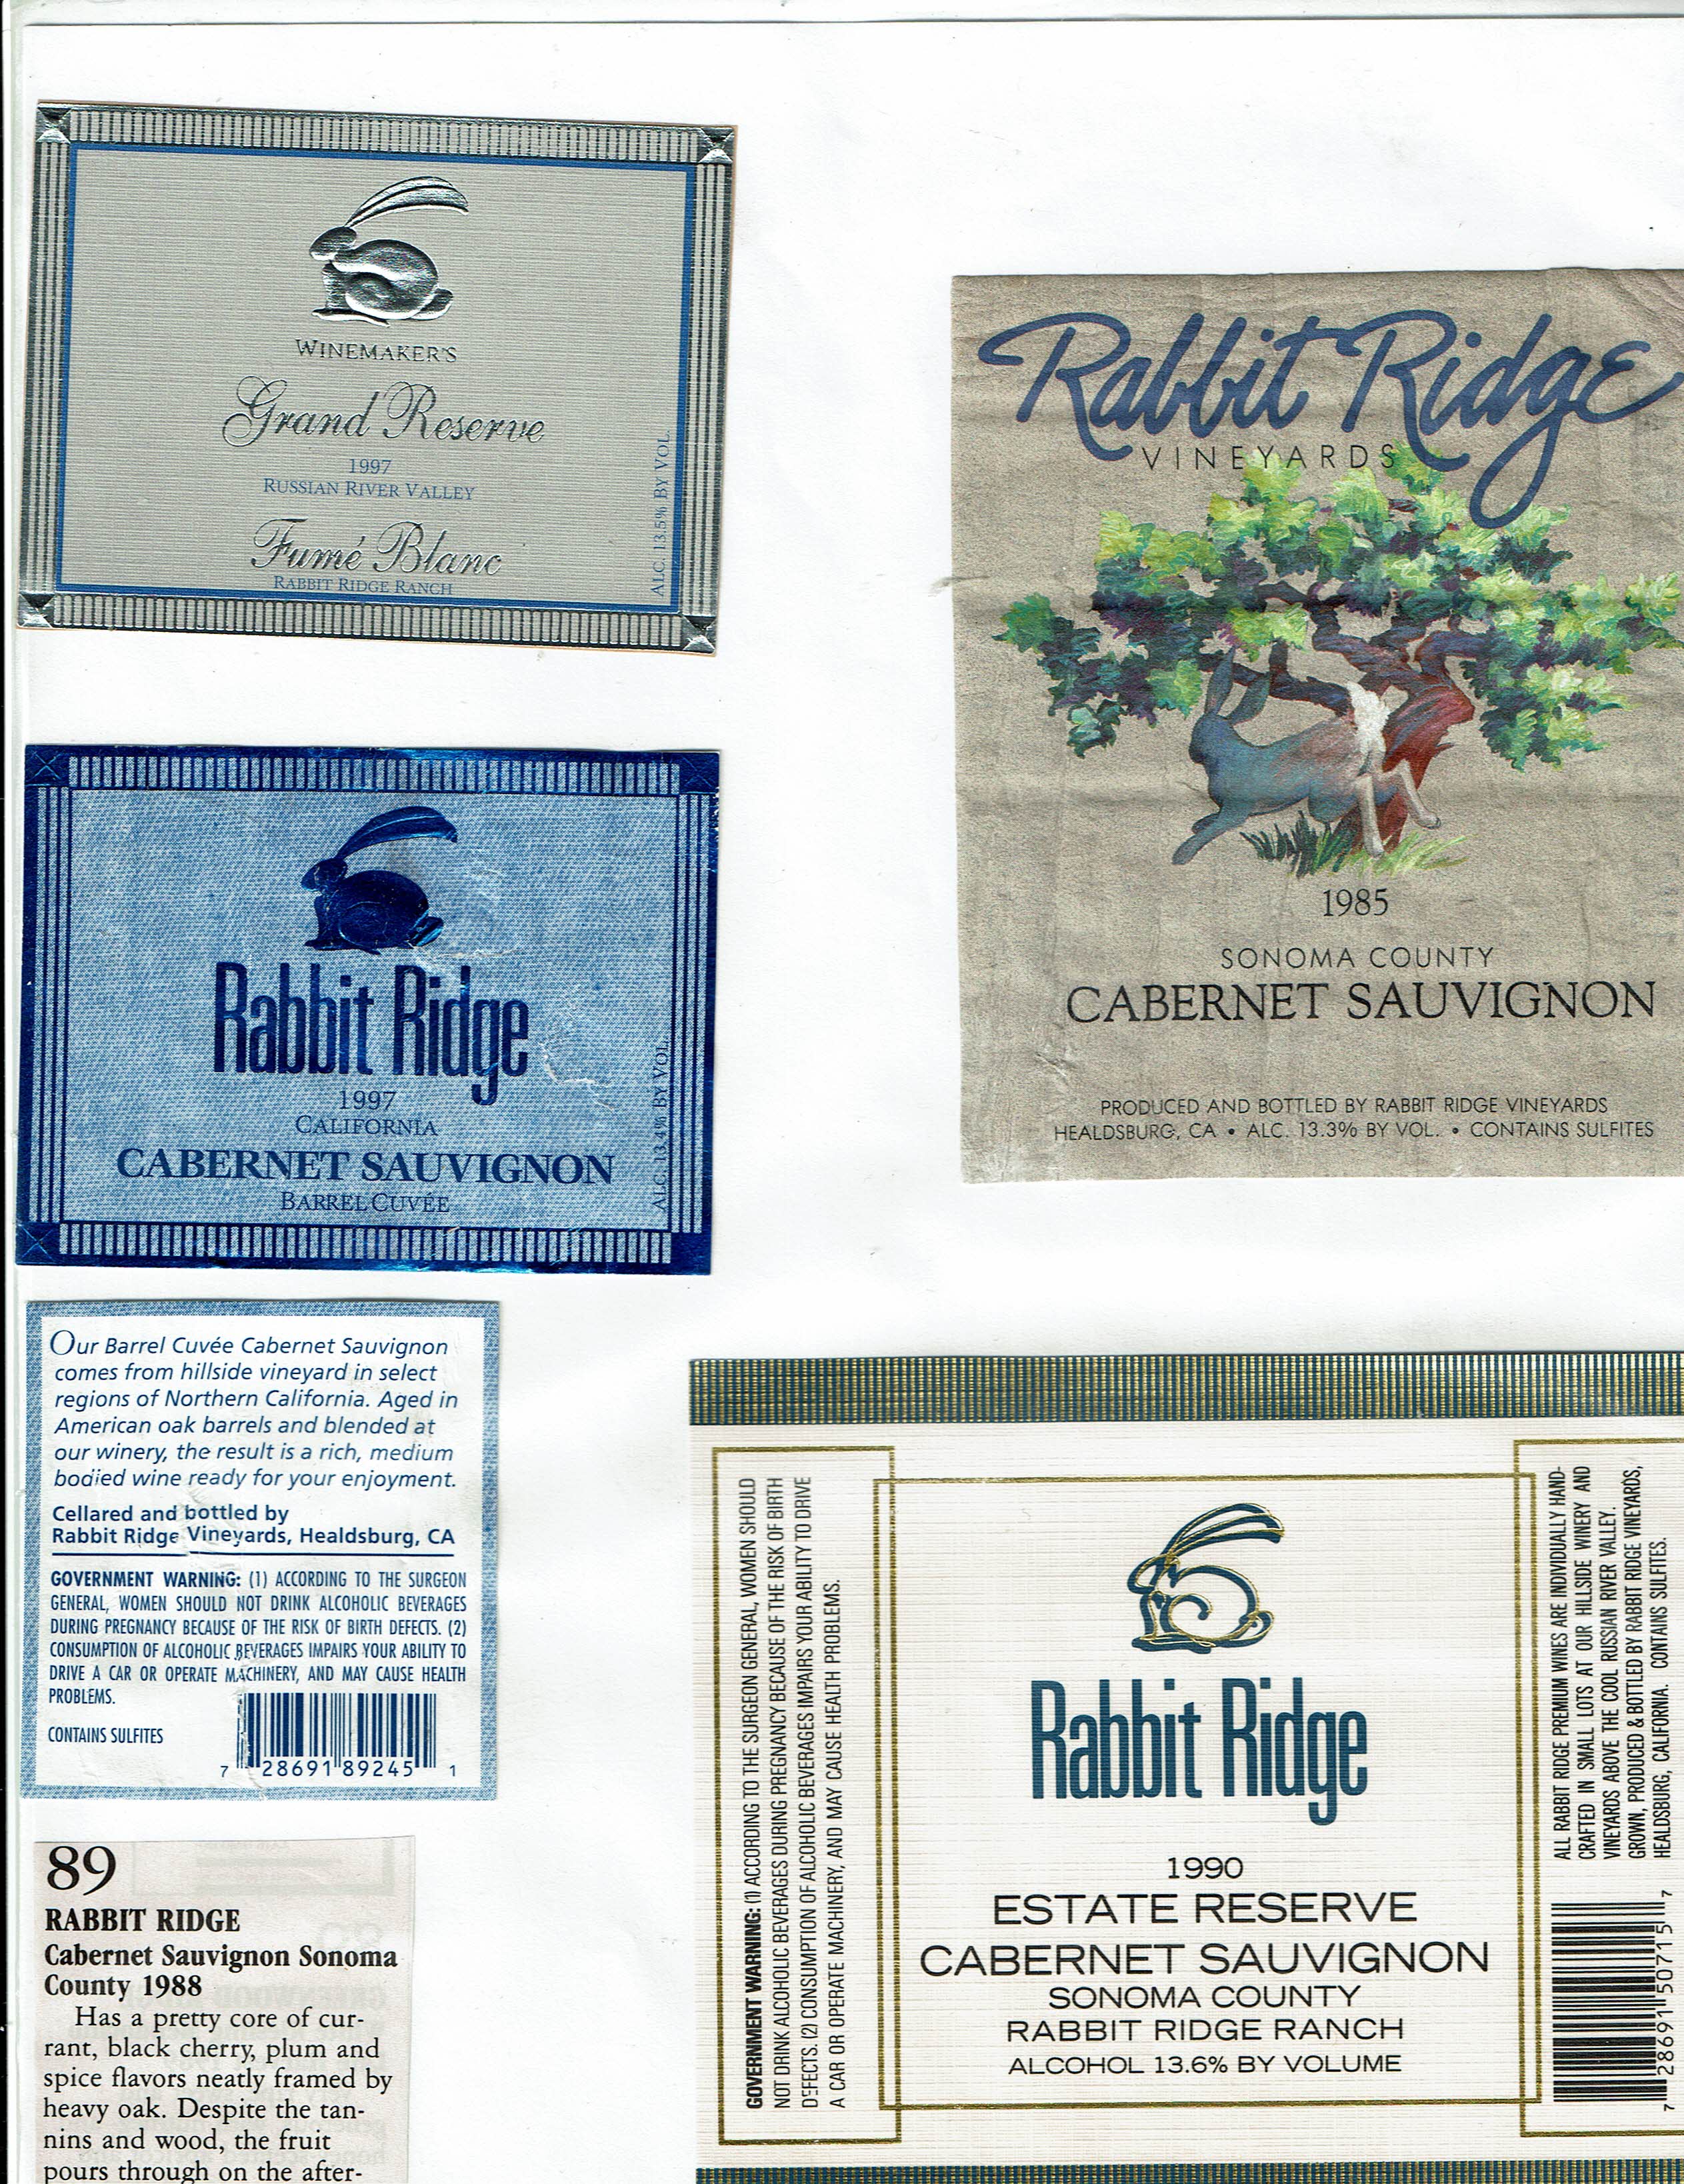 WINEMAKER'S
Grand Reserve
1997
RUSSIAN RIVER VALLEY
Fumé Blanc
RABBIT RIDGE RANCH
ALC. 13.5% BY VOL.
Rabbit Ridge
1997
CALIFORNIA
CABERNET SAUVIGNON
BARREL CUVÉE
ALC. 13.4% BY VOL.
Our Barrel Cuvée Cabernet Sauvignon
comes from hillside vineyard in select
regions of Northern California. Aged in
American oak barrels and blended at
our winery, the result is a rich, medium
bodied wine ready for your enjoyment.
Cellared and bottled by
Rabbit Ridge Vineyards, Healdsburg, CA
GOVERNMENT WARNING: (1) ACCORDING TO THE SURGEON
GENERAL, WOMEN SHOULD NOT DRINK ALCOHOLIC BEVERAGES
DURING PREGNANCY BECAUSE OF THE RISK OF BIRTH DEFECTS. (2)
CONSUMPTION OF ALCOHOLIC BEVERAGES IMPAIRS YOUR ABILITY TO
DRIVE A CAR OR OPERATE MACHINERY, AND MAY CAUSE HEALTH
PROBLEMS.
CONTAINS SULFITES
7 28691 89245 1
89
RABBIT RIDGE
Cabernet Sauvignon Sonoma
County 1988
Has a pretty core of cur-
rant, black cherry, plum and
spice flavors neatly framed by
heavy oak. Despite the tan-
nins and wood, the fruit
pours through on the after-
Rabbit Ridge
VINEYARDS
1985
SONOMA COUNTY
CABERNET SAUVIGNON
PRODUCED AND BOTTLED BY RABBIT RIDGE VINEYARDS
HEALDSBURG, CA • ALC. 13.3% BY VOL. • CONTAINS SULFITES
GOVERNMENT WARNING: (1) ACCORDING TO THE SURGEON GENERAL, WOMEN SHOULD
NOT DRINK ALCOHOLIC BEVERAGES DURING PREGNANCY BECAUSE OF THE RISK OF BIRTH
DEFECTS. (2) CONSUMPTION OF ALCOHOLIC BEVERAGES IMPAIRS YOUR ABILITY TO DRIVE
A CAR OR OPERATE MACHINERY, AND MAY CAUSE HEALTH PROBLEMS.
Rabbit Ridge
1990
ESTATE RESERVE
CABERNET SAUVIGNON
SONOMA COUNTY
RABBIT RIDGE RANCH
ALCOHOL 13.6% BY VOLUME
ALL RABBIT RIDGE PREMIUM WINES ARE INDIVIDUALLY HAND-
CRAFTED IN SMALL LOTS AT OUR HILLSIDE WINERY AND
VINEYARDS ABOVE THE COOL RUSSIAN RIVER VALLEY.
GROWN, PRODUCED & BOTTLED BY RABBIT RIDGE VINEYARDS,
HEALDSBURG, CALIFORNIA. CONTAINS SULFITES.
7 28691 50715 7